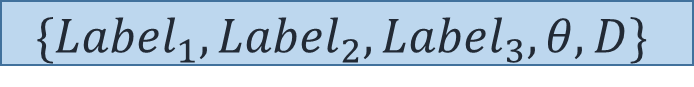 {Label₁, Label₂, Label₃, θ, D}